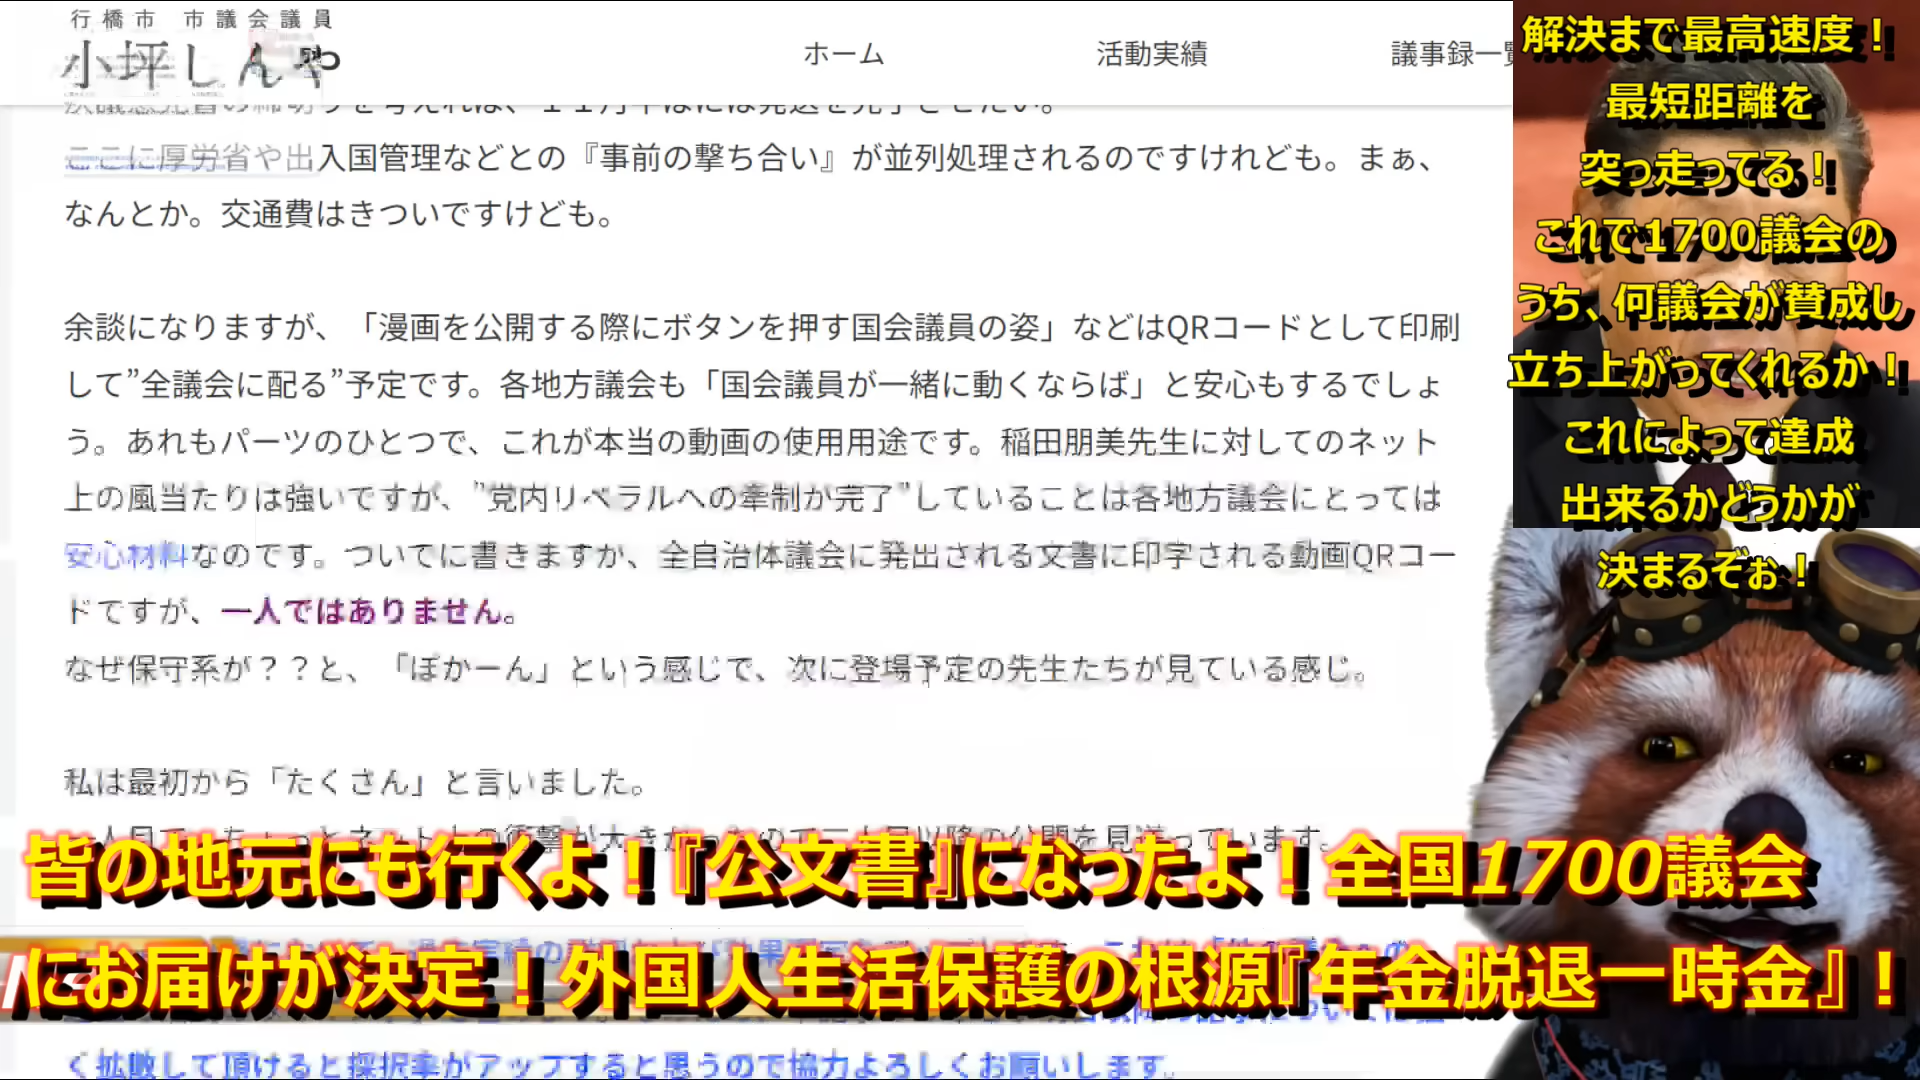 行橋市 市議会議員
小坪しんや
ホーム
活動実績
議事録一覧
ここに厚労省や出入国管理などとの『事前の撃ち合い』が並列処理されるのですけれども。まぁ、
なんとか。交通費はきついですけども。
余談になりますが、「漫画を公開する際にボタンを押す国会議員の姿」などはQRコードとして印刷
して”全議会に配る”予定です。各地方議会も「国会議員が一緒に動くならば」と安心もするでしょ
う。あれもパーツのひとつで、これが本当の動画の使用用途です。稲田朋美先生に対してのネット
上の風当たりは強いですが、”党内リベラルへの牽制が完了”していることは各地方議会にとっては
安心材料なのです。ついてに書きますが、全自治体議会に発出される文書に印字される動画QRコー
ドてすが、一人ではありません。
なぜ保守系が？？と、「ぽかーん」という感じで、次に登場予定の先生たちが見ている感じ。
私は最初から「たくさん」と言いました。
く拡散して頂けると採択率がアップすると思うので協力よろしくお願いします。
解決まで最高速度！
最短距離を
突っ走ってる！
これで1700議会の
うち、何議会が賛成し
立ち上がってくれるか！
これによって達成
出来るかどうかが
決まるぞぉ！
皆の地元にも行くよ！『公文書』になったよ！全国1700議会
にお届けが決定！外国人生活保護の根源『年金脱退一時金』！